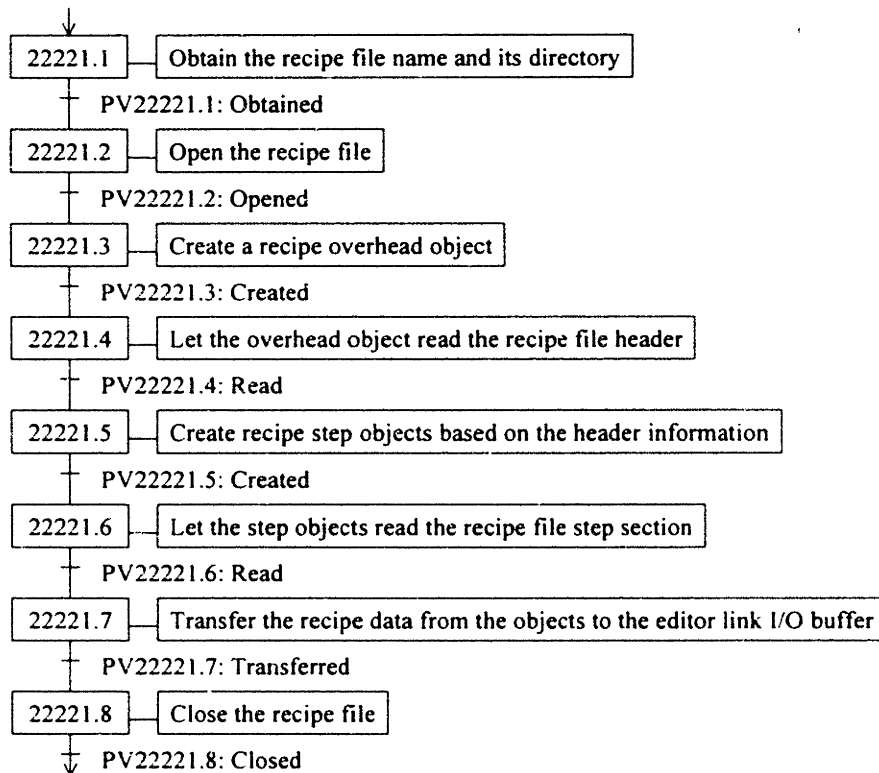 22221.1 Obtain the recipe file name and its directory
PV22221.1: Obtained
22221.2 Open the recipe file
PV22221.2: Opened
22221.3 Create a recipe overhead object
PV22221.3: Created
22221.4 Let the overhead object read the recipe file header
PV22221.4: Read
22221.5 Create recipe step objects based on the header information
PV22221.5: Created
22221.6 Let the step objects read the recipe file step section
PV22221.6: Read
22221.7 Transfer the recipe data from the objects to the editor link I/O buffer
PV22221.7: Transferred
22221.8 Close the recipe file
PV22221.8: Closed